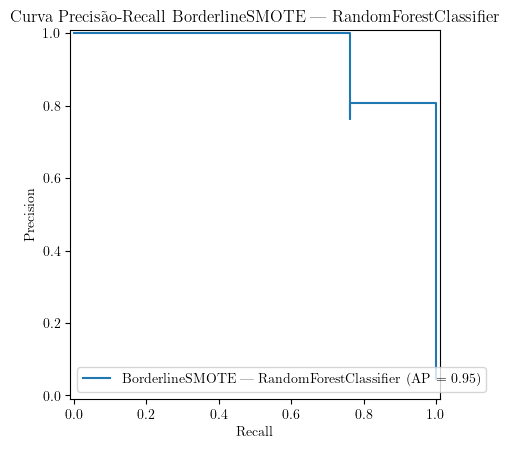 Curva Precisão-Recall BorderlineSMOTE — RandomForestClassifier
1.0
0.8
0.6
0.4
0.2
0.0
Precision
BorderlineSMOTE — RandomForestClassifier (AP = 0.95)
0.0 0.2 0.4 0.6 0.8 1.0
Recall